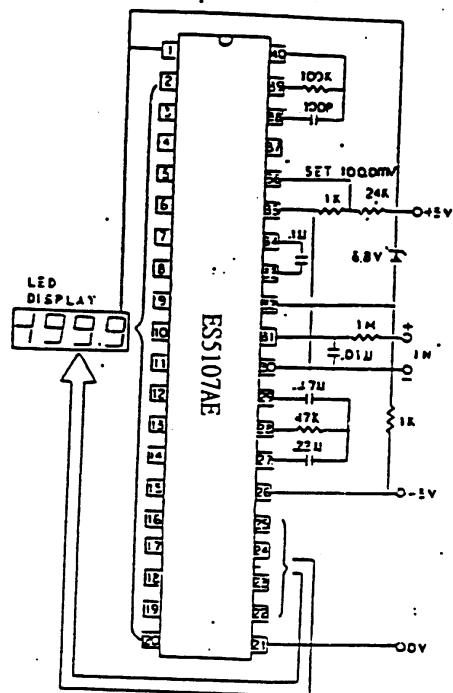 1
2
3
4
5
6
7
8
9
10
11
12
13
14
15
16
17
19
20
LED
DISPLAY
1999
ES5107AE
40
39
100K
38
100P
37
36
SET 100.0mV
35
1K
24K
+5V
34
.1U
33
6.8V
32
31
1M
+
.01U
IN
30
–
29
.47U
28
47K
27
.22U
1K
26
-5V
25
24
23
22
21
0V